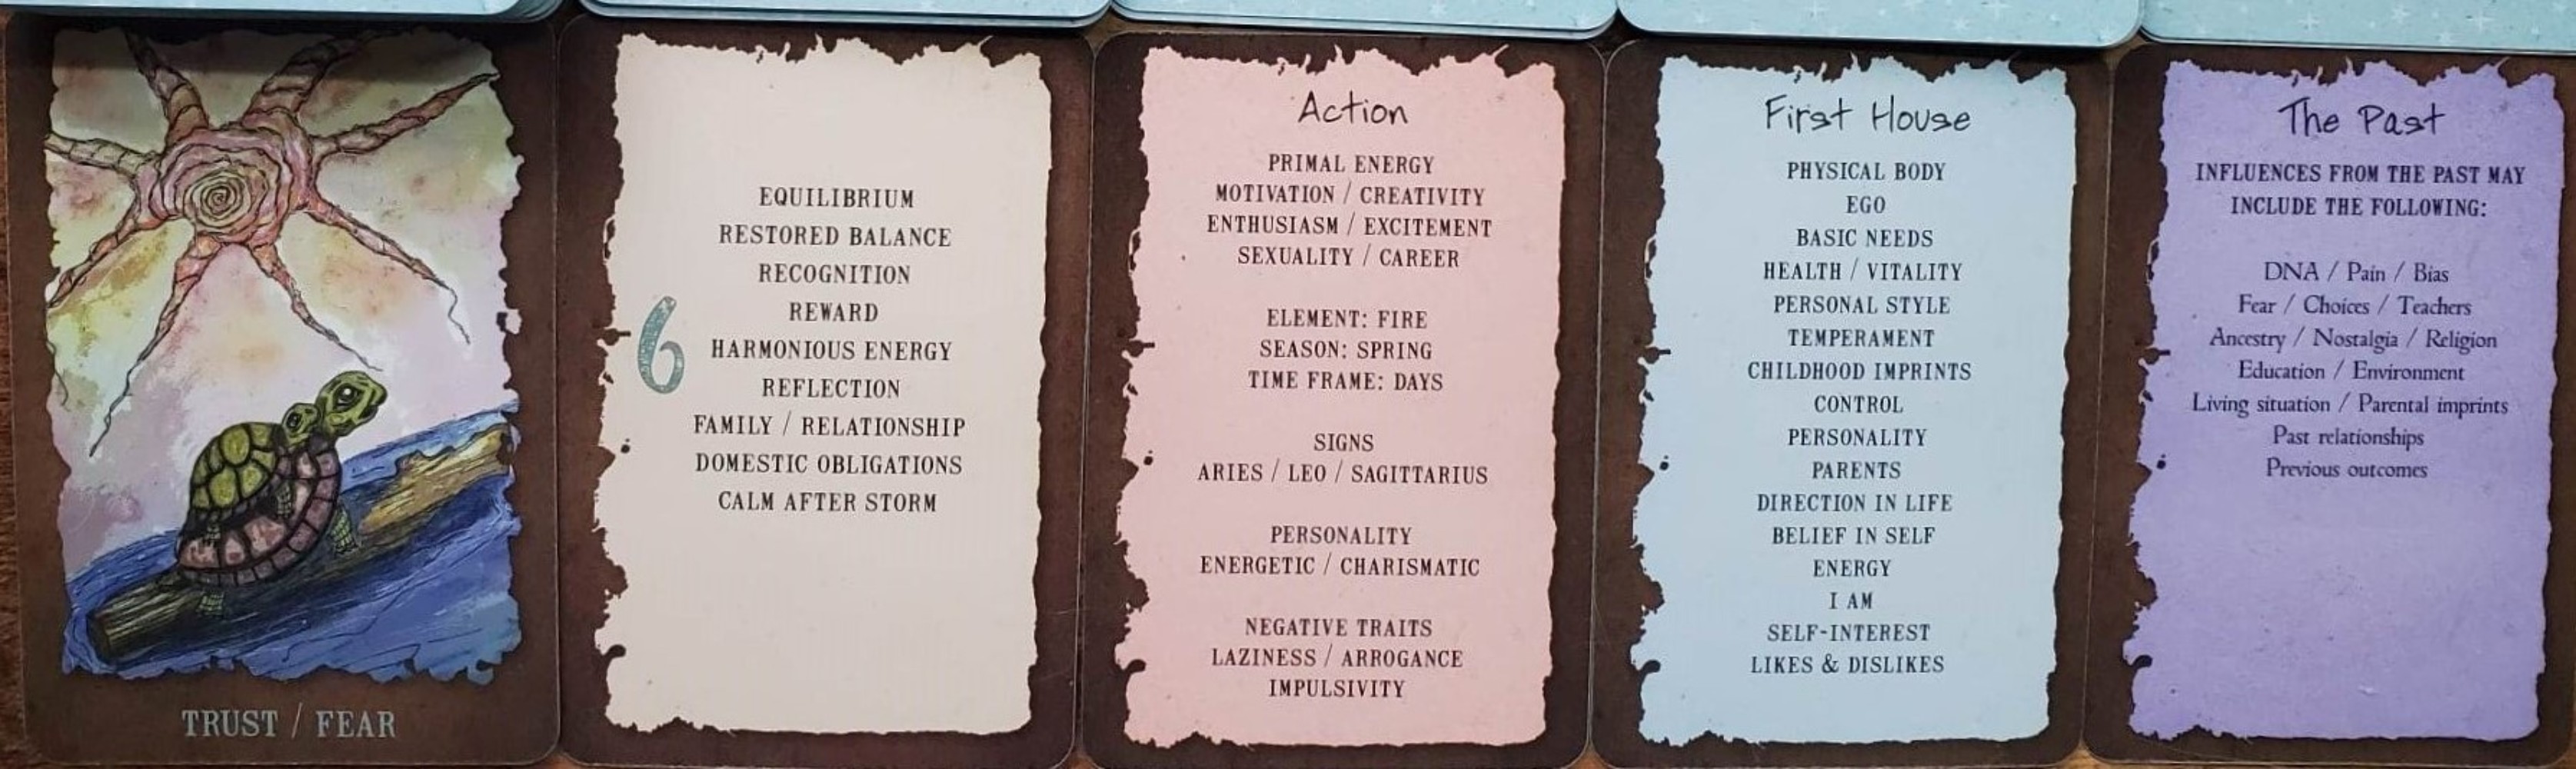 TRUST / FEAR
6
EQUILIBRIUM
RESTORED BALANCE
RECOGNITION
REWARD
HARMONIOUS ENERGY
REFLECTION
FAMILY / RELATIONSHIP
DOMESTIC OBLIGATIONS
CALM AFTER STORM
Action
PRIMAL ENERGY
MOTIVATION / CREATIVITY
ENTHUSIASM / EXCITEMENT
SEXUALITY / CAREER
ELEMENT: FIRE
SEASON: SPRING
TIME FRAME: DAYS
SIGNS
ARIES / LEO / SAGITTARIUS
PERSONALITY
ENERGETIC / CHARISMATIC
NEGATIVE TRAITS
LAZINESS / ARROGANCE
IMPULSIVITY
First House
PHYSICAL BODY
EGO
BASIC NEEDS
HEALTH / VITALITY
PERSONAL STYLE
TEMPERAMENT
CHILDHOOD IMPRINTS
CONTROL
PERSONALITY
PARENTS
DIRECTION IN LIFE
BELIEF IN SELF
ENERGY
I AM
SELF-INTEREST
LIKES & DISLIKES
The Past
INFLUENCES FROM THE PAST MAY
INCLUDE THE FOLLOWING:
DNA / Pain / Bias
Fear / Choices / Teachers
Ancestry / Nostalgia / Religion
Education / Environment
Living situation / Parental imprints
Past relationships
Previous outcomes